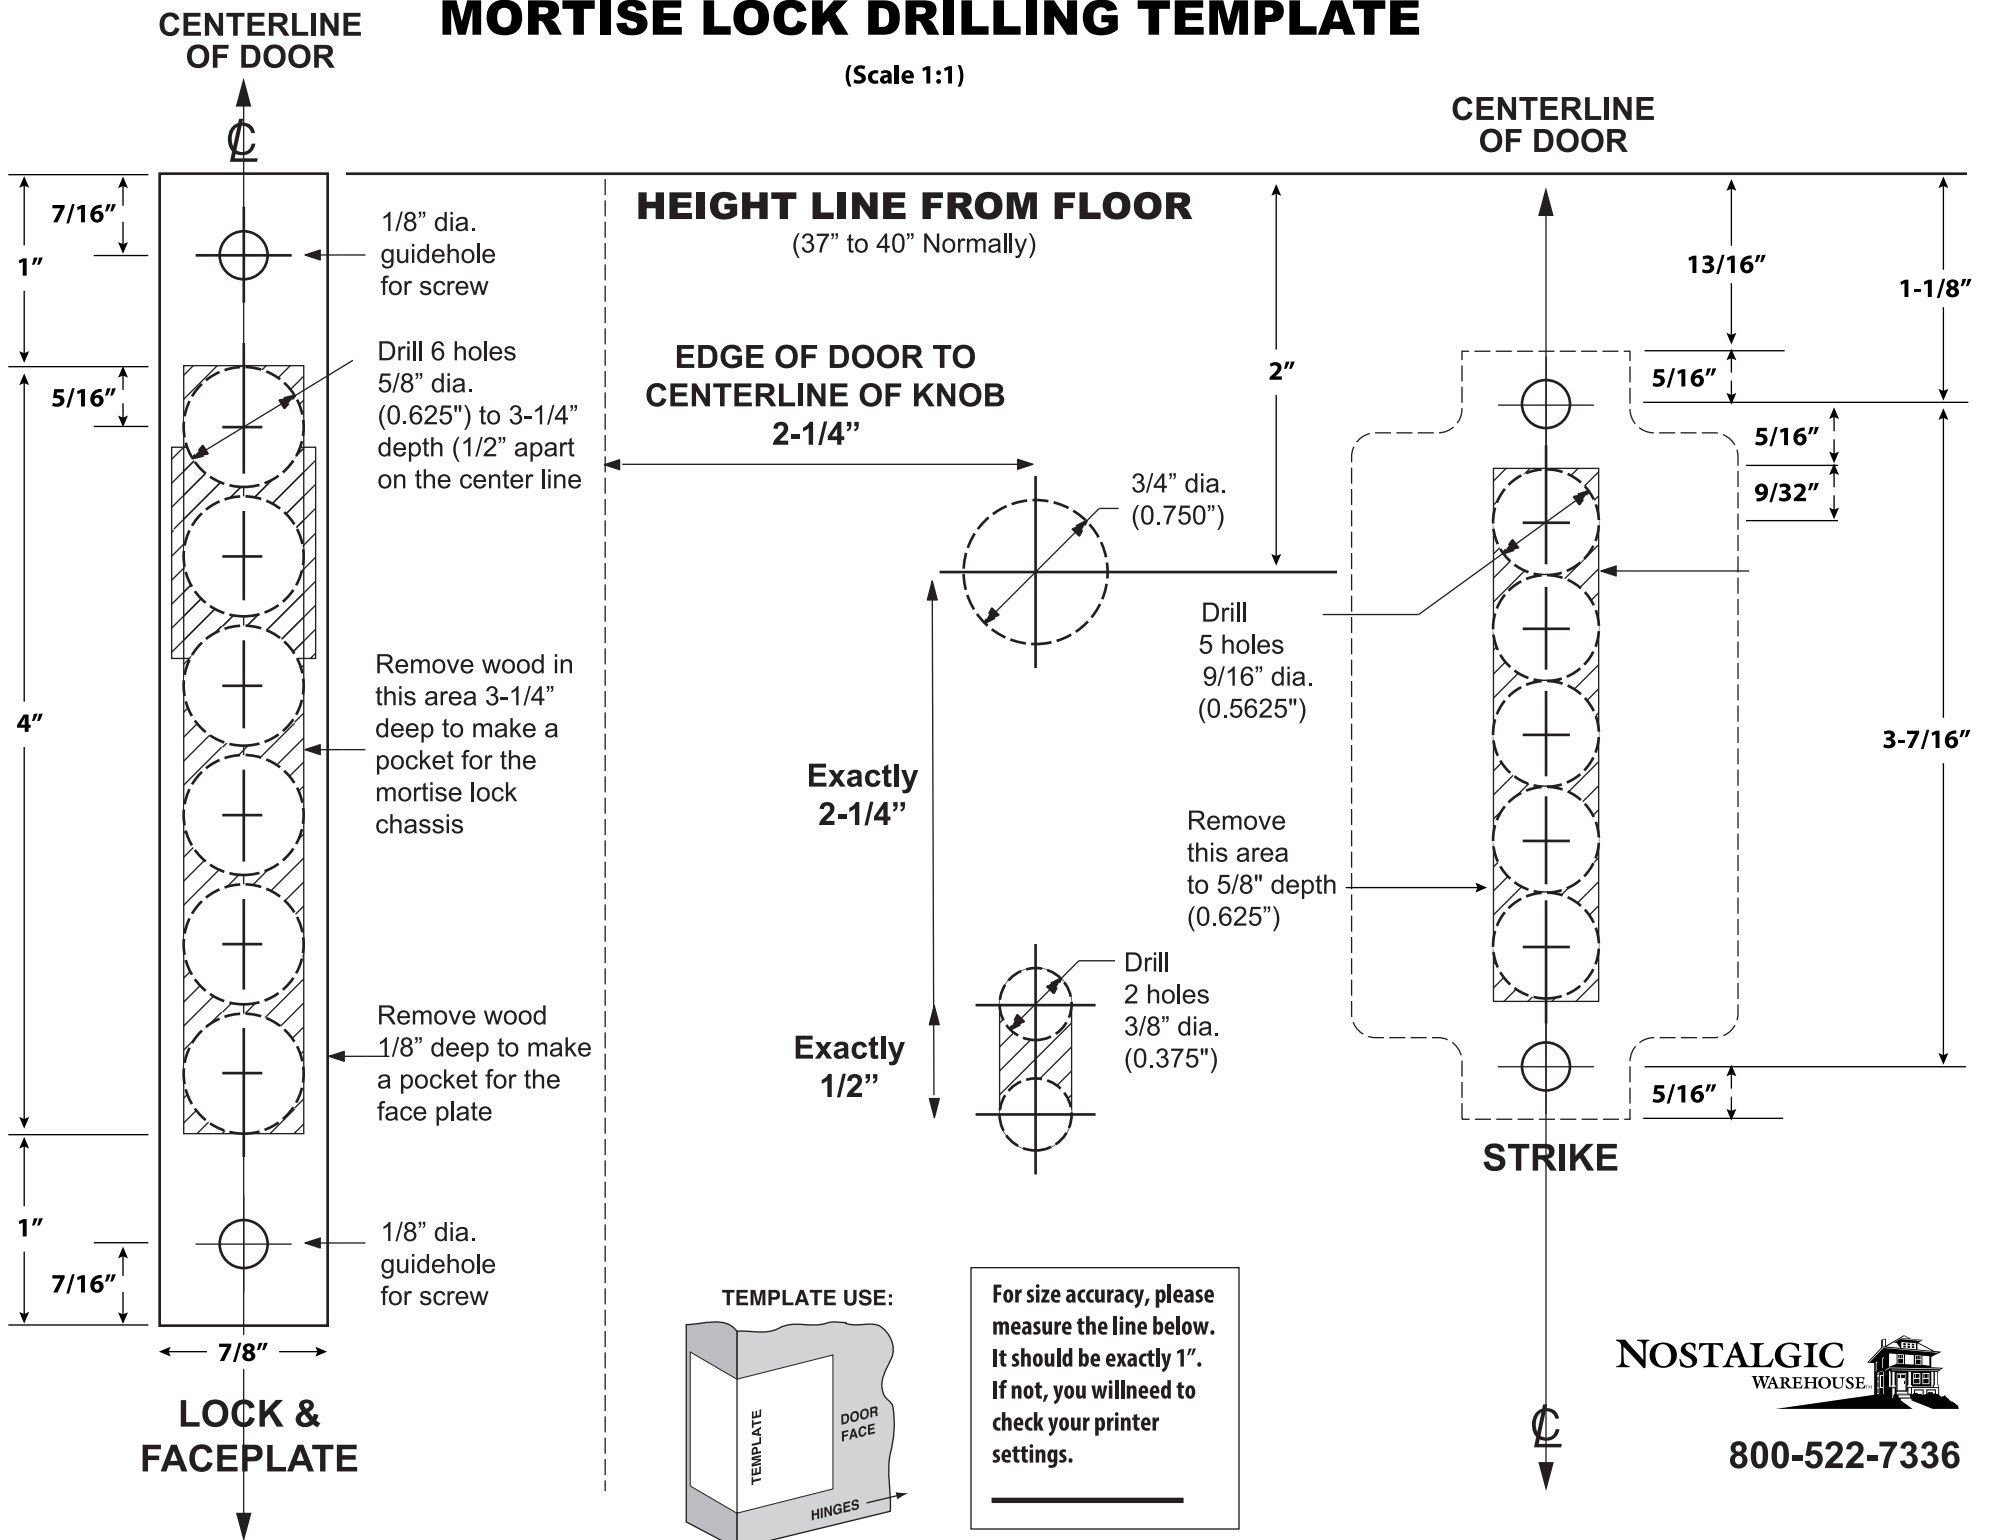 MORTISE LOCK DRILLING TEMPLATE
(Scale 1:1)
CENTERLINE
OF DOOR
℄
7/16”
1”
5/16”
4”
1”
7/16”
7/8”
LOCK &
FACEPLATE
1/8” dia.
guidehole
for screw
Drill 6 holes
5/8” dia.
(0.625") to 3-1/4”
depth (1/2” apart
on the center line
Remove wood in
this area 3-1/4”
deep to make a
pocket for the
mortise lock
chassis
Remove wood
1/8” deep to make
a pocket for the
face plate
1/8” dia.
guidehole
for screw
HEIGHT LINE FROM FLOOR
(37” to 40” Normally)
EDGE OF DOOR TO
CENTERLINE OF KNOB
2-1/4”
2”
3/4” dia.
(0.750”)
Exactly
2-1/4”
Exactly
1/2”
Drill
2 holes
3/8” dia.
(0.375")
CENTERLINE
OF DOOR
13/16”
1-1/8”
5/16”
5/16”
9/32”
Drill
5 holes
9/16” dia.
(0.5625")
3-7/16”
Remove
this area
to 5/8" depth
(0.625”)
5/16”
STRIKE
℄
TEMPLATE USE:
TEMPLATE
DOOR
FACE
HINGES
For size accuracy, please
measure the line below.
It should be exactly 1”.
If not, you willneed to
check your printer
settings.
NOSTALGIC
WAREHOUSE™
800-522-7336